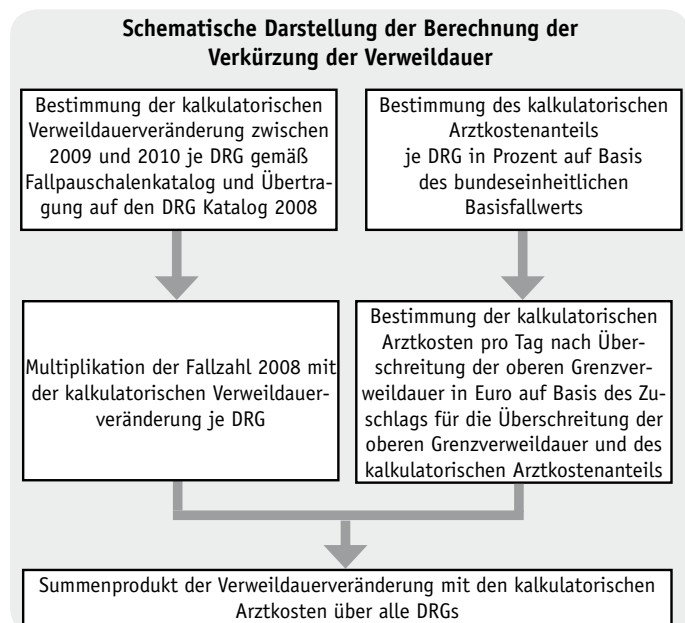 Schematische Darstellung der Berechnung der
Verkürzung der Verweildauer
Bestimmung der kalkulatorischen
Verweildauerveränderung zwischen
2009 und 2010 je DRG gemäß
Fallpauschalenkatalog und Übertra-
gung auf den DRG Katalog 2008
Bestimmung des kalkulatorischen
Arztkostenanteils
je DRG in Prozent auf Basis
des bundeseinheitlichen
Basisfallwerts
Multiplikation der Fallzahl 2008 mit
der kalkulatorischen Verweildauer-
veränderung je DRG
Bestimmung der kalkulatorischen
Arztkosten pro Tag nach Über-
schreitung der oberen Grenzver-
weildauer in Euro auf Basis des Zu-
schlags für die Überschreitung der
oberen Grenzverweildauer und des
kalkulatorischen Arztkostenanteils
Summenprodukt der Verweildauerveränderung mit den kalkulatorischen
Arztkosten über alle DRGs